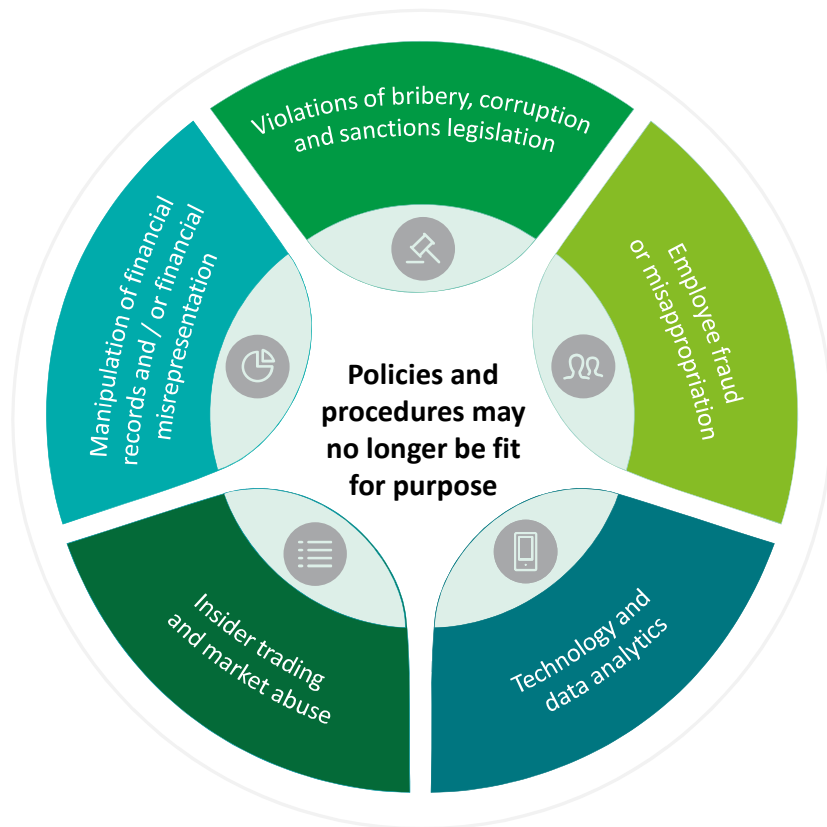 Violations of bribery, corruption
and sanctions legislation
Employee fraud
or misappropriation
Technology and
data analytics
Insider trading
and market abuse
Manipulation of financial
records and / or financial
misrepresentation
Policies and
procedures may
no longer be fit
for purpose